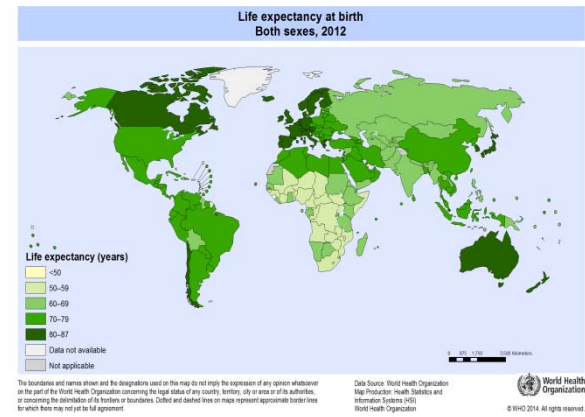 Life expectancy at birth
Both sexes, 2012
Life expectancy (years)
<50
50–59
60–69
70–79
80–87
Data not available
Not applicable
The boundaries and names shown and the designations used on this map do not imply the expression of any opinion whatsoever
on the part of the World Health Organization concerning the legal status of any country, territory, city or area or of its authorities,
or concerning the delimitation of its frontiers or boundaries. Dotted and dashed lines on maps represent approximate border lines
for which there may not yet be full agreement.
Data Source: World Health Organization
Map Production: Health Statistics and
Information Systems (HSI)
World Health Organization
World Health
Organization
© WHO 2014. All rights reserved.